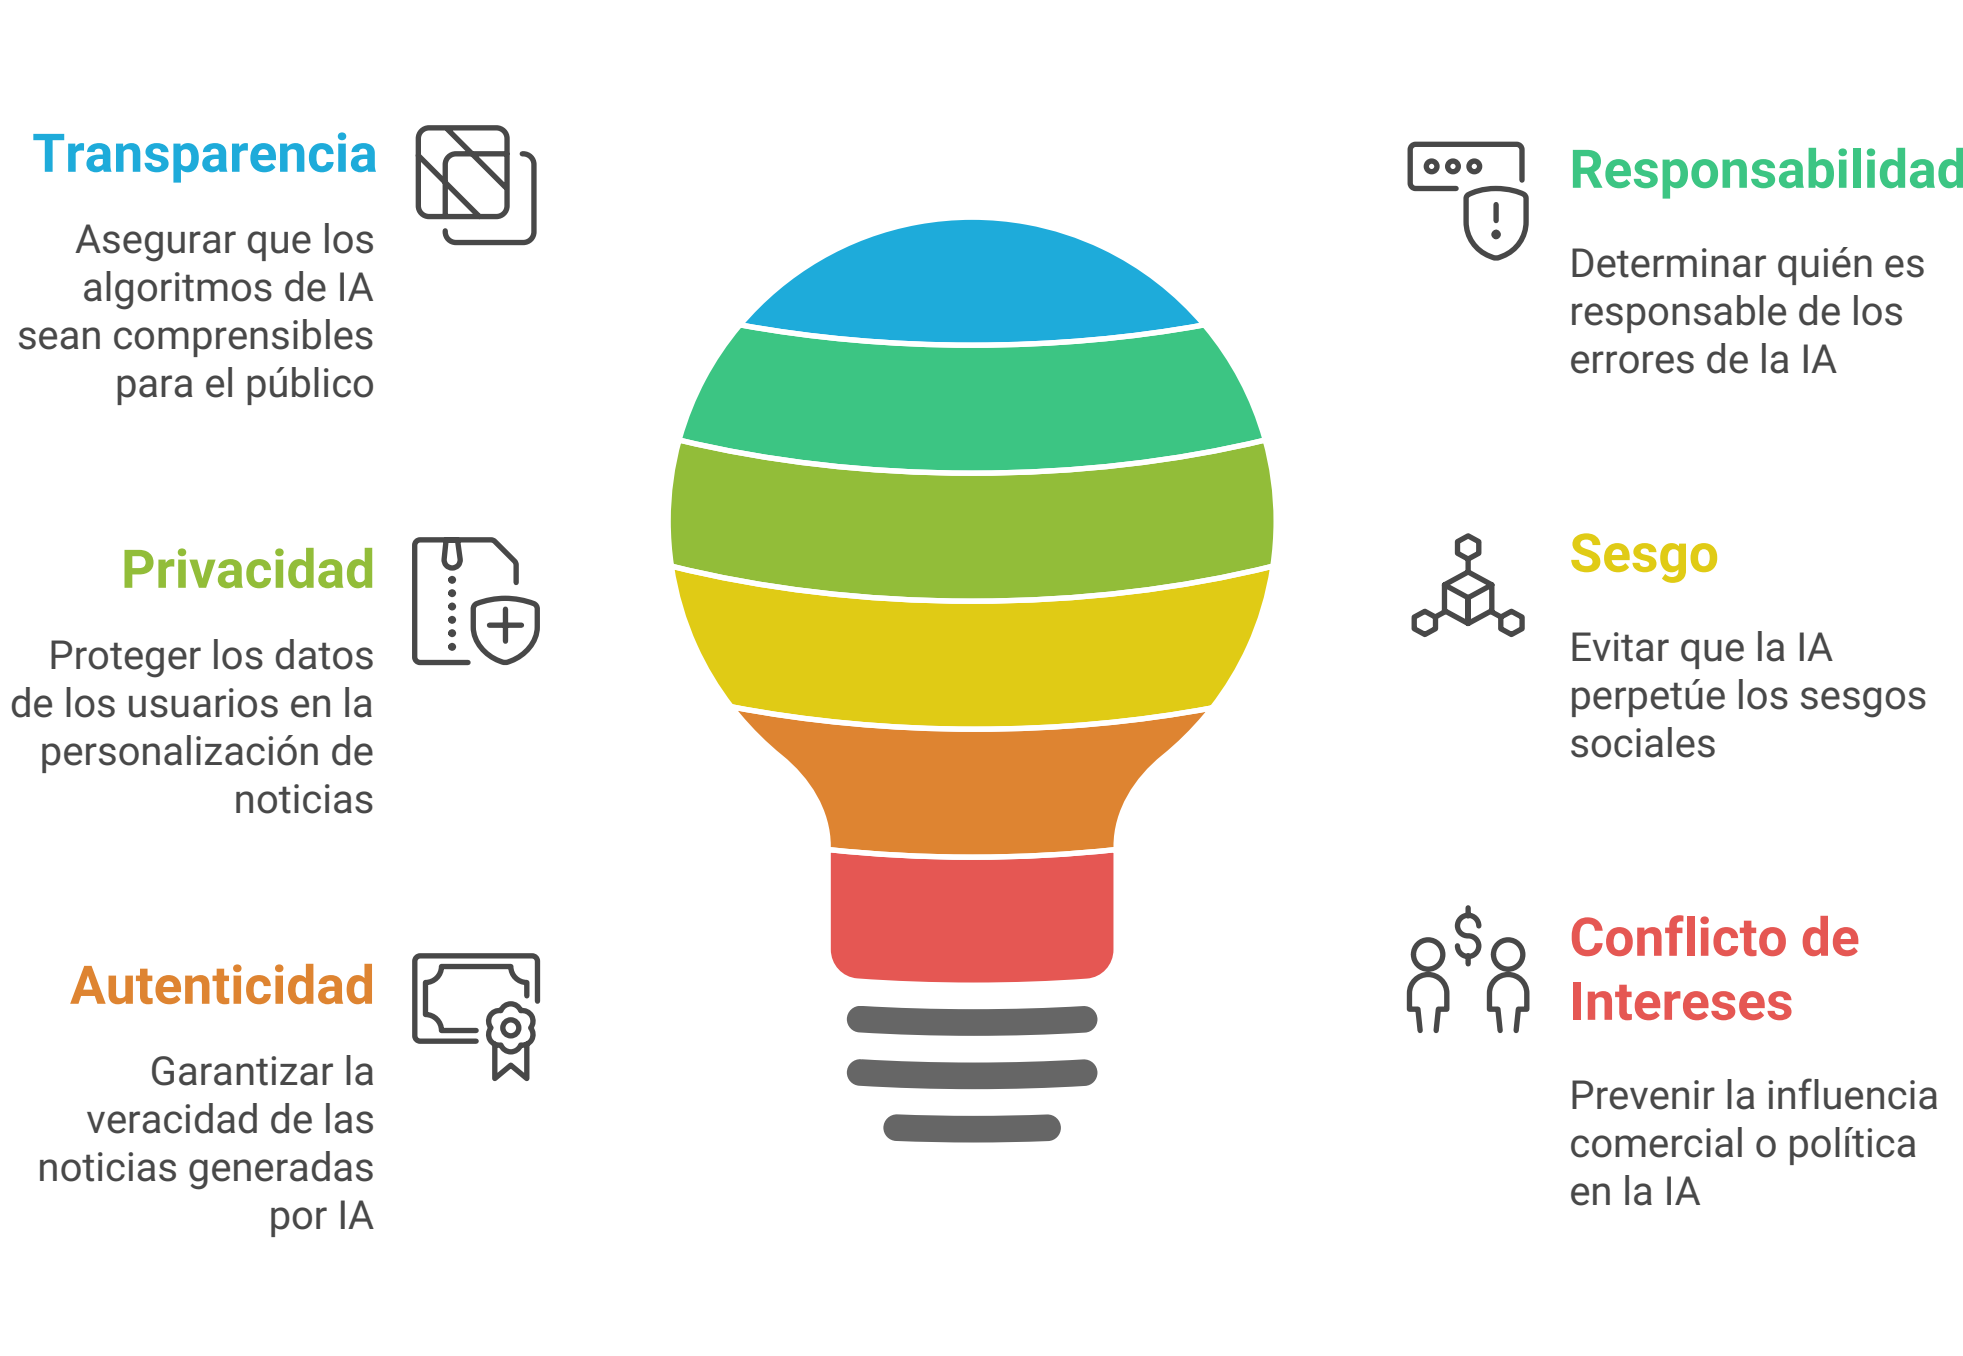 Transparencia
Asegurar que los
algoritmos de IA
sean comprensibles
para el público
Responsabilidad
Determinar quién es
responsable de los
errores de la IA
Privacidad
Proteger los datos
de los usuarios en la
personalización de
noticias
Sesgo
Evitar que la IA
perpetúe los sesgos
sociales
Autenticidad
Garantizar la
veracidad de las
noticias generadas
por IA
Conflicto de
Intereses
Prevenir la influencia
comercial o política
en la IA